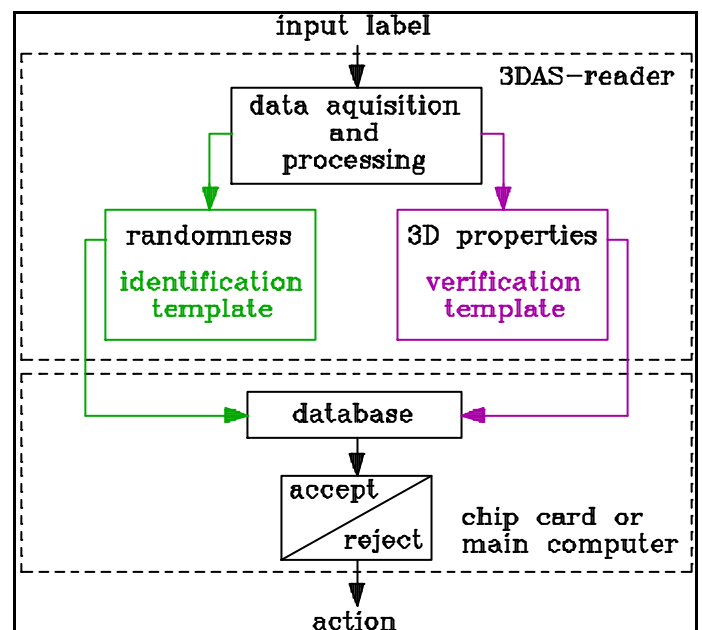 input label
3DAS-reader
data aquisition
and
processing
randomness
identification
template
3D properties
verification
template
database
accept
reject
chip card or
main computer
action